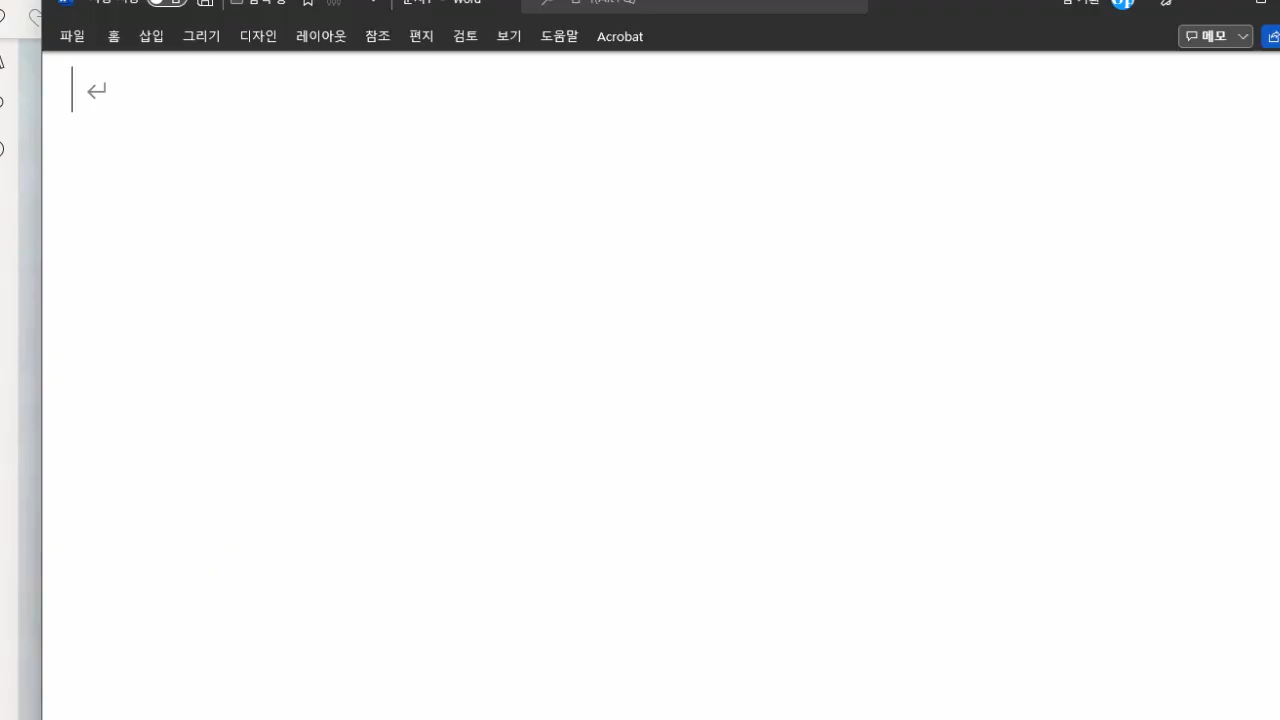 Word
파일 홈 삽입 그리기 디자인 레이아웃 참조 편지 검토 보기 도움말 Acrobat 메모